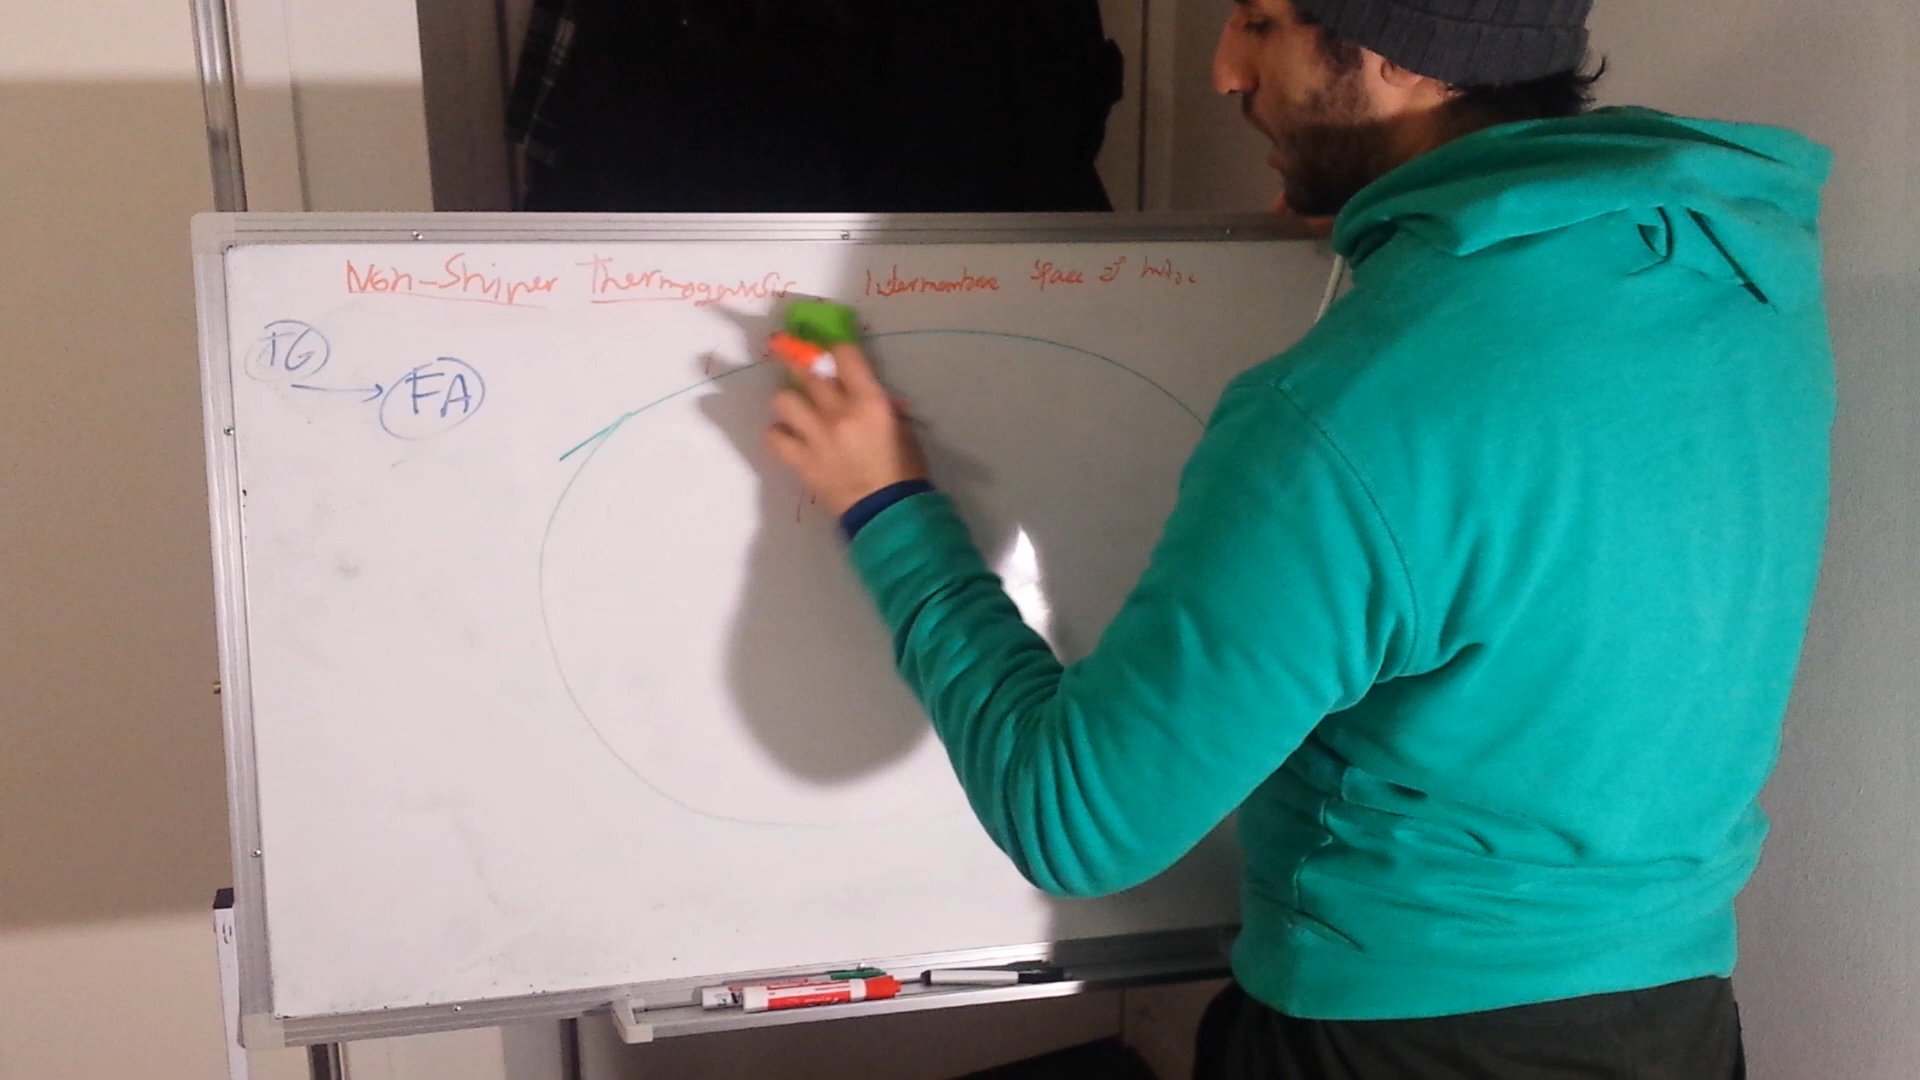 Non-Shiver Thermogenesis
Intermembrane Space of mito
TG
FA